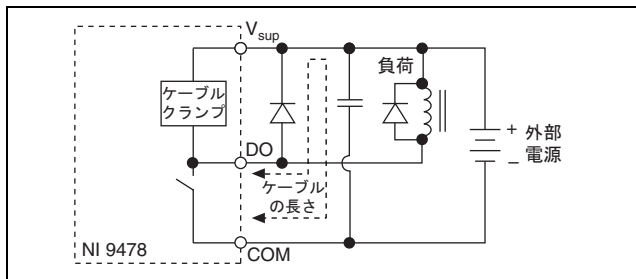 Vsup
負荷
ケーブル
クランプ
+ 外部
電源
–
DO
ケーブル
の長さ
NI 9478
COM